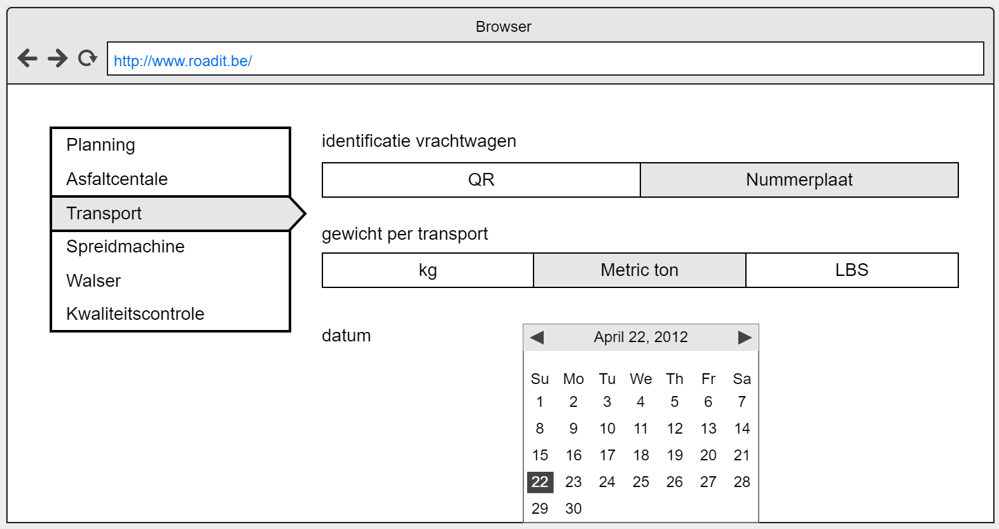 Browser
http://www.roadit.be/
Planning
Asfaltcentale
Transport
Spreidmachine
Walser
Kwaliteitscontrole
identificatie vrachtwagen
QR Nummerplaat
gewicht per transport
kg Metric ton LBS
datum
April 22, 2012
Su Mo Tu We Th Fr Sa
1 2 3 4 5 6 7
8 9 10 11 12 13 14
15 16 17 18 19 20 21
22 23 24 25 26 27 28
29 30